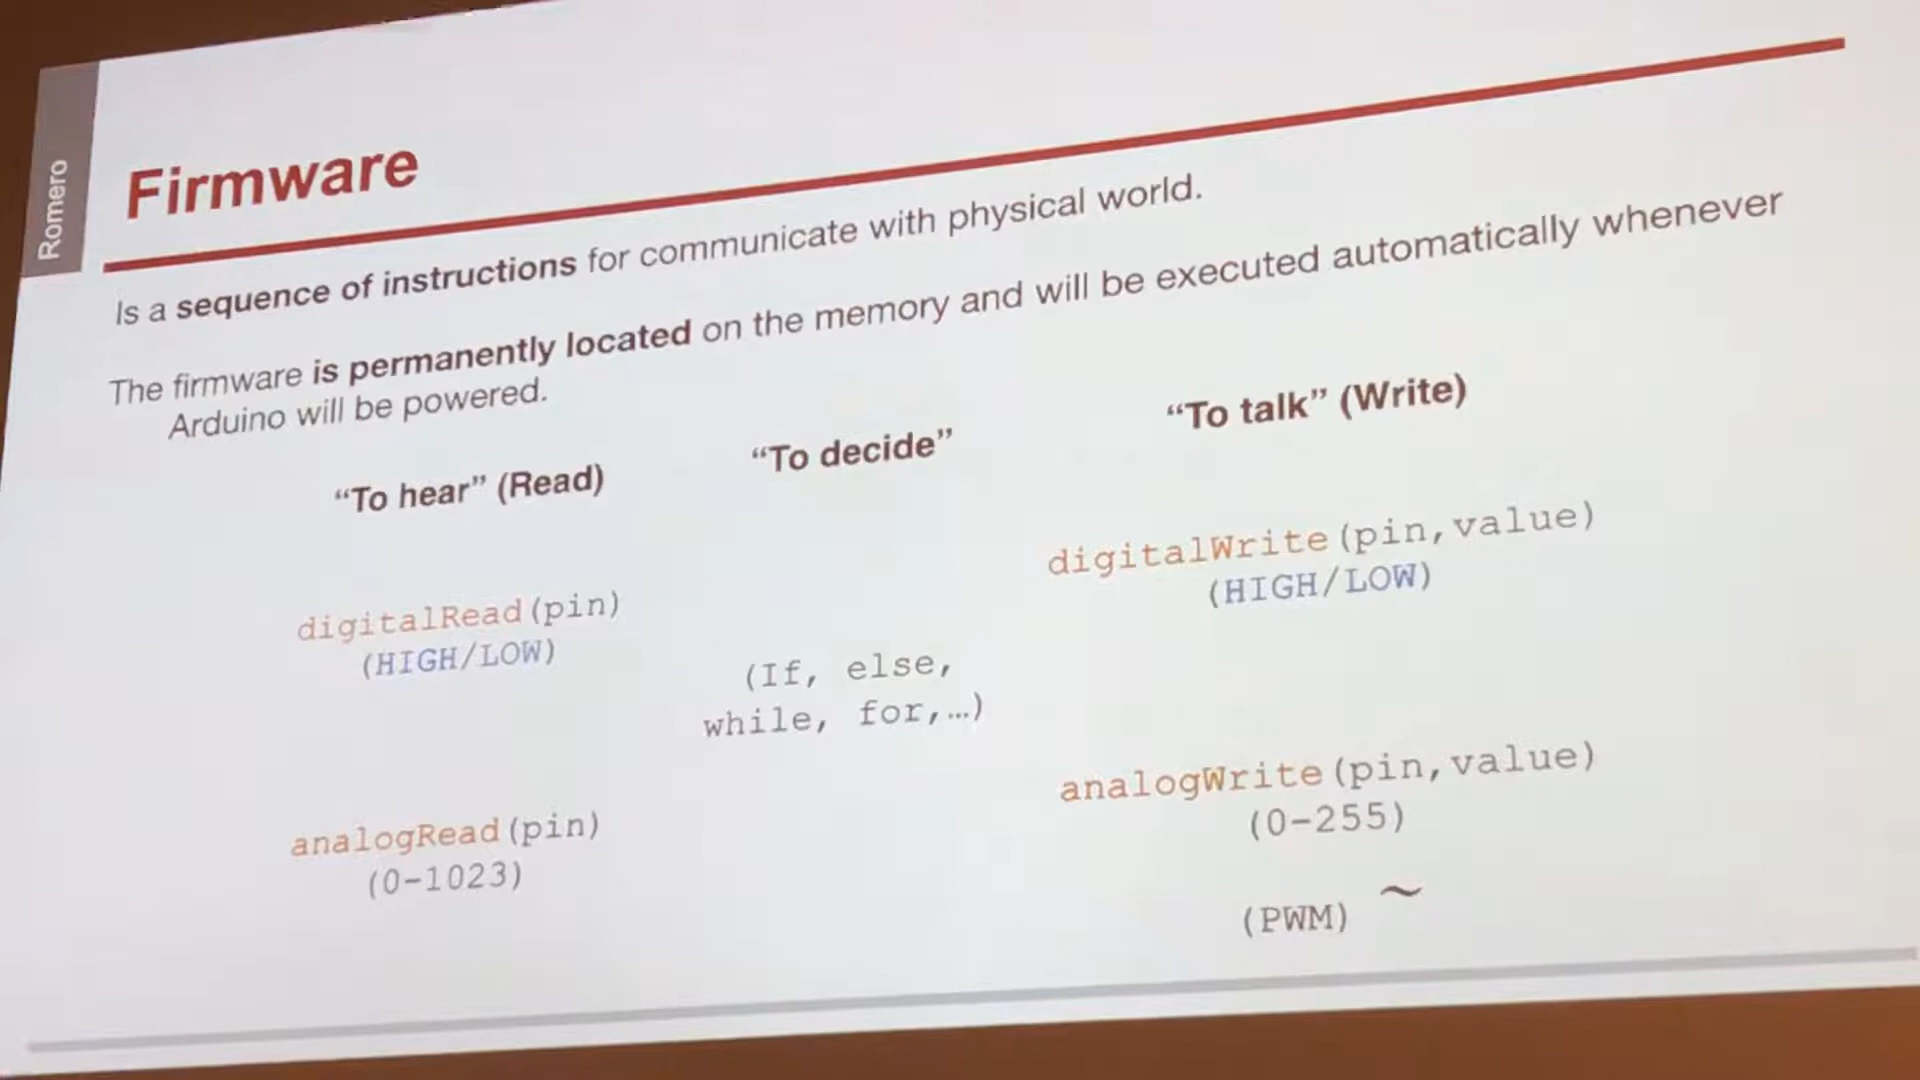 Romero
Firmware
Is a sequence of instructions for communicate with physical world.
The firmware is permanently located on the memory and will be executed automatically whenever
Arduino will be powered.
“To hear” (Read)
“To decide”
“To talk” (Write)
digitalRead(pin)
(HIGH/LOW)
analogRead(pin)
(0-1023)
(If, else,
while, for,…)
digitalWrite(pin,value)
(HIGH/LOW)
analogWrite(pin,value)
(0-255)
(PWM) ~